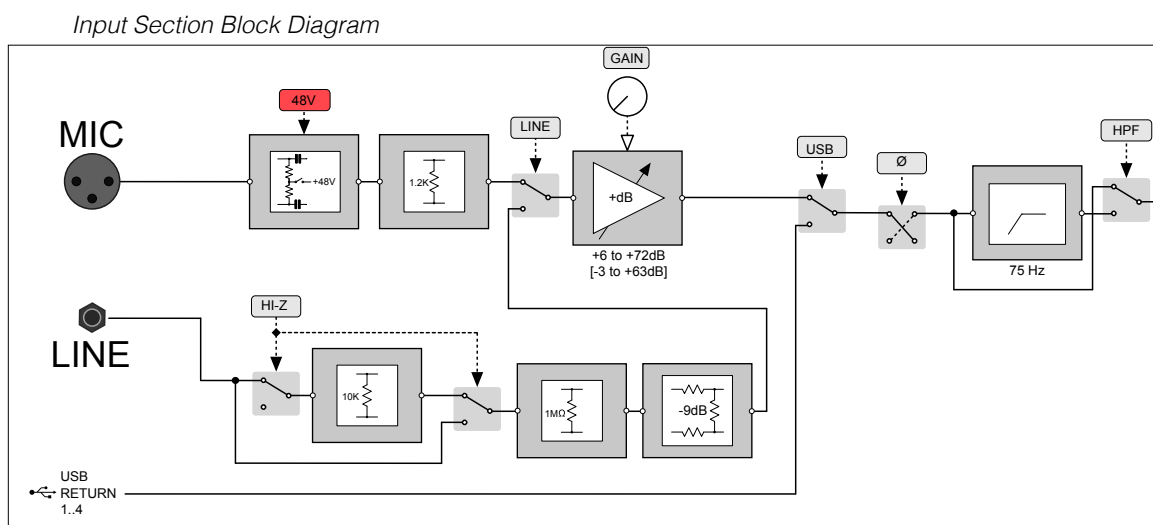 Input Section Block Diagram
GAIN
48V
LINE
HPF
MIC
USB
Ø
+48V
1.2K
+dB
+6 to +72dB
[-3 to +63dB]
75 Hz
HI-Z
LINE
10K
1MΩ
-9dB
USB
RETURN
1..4